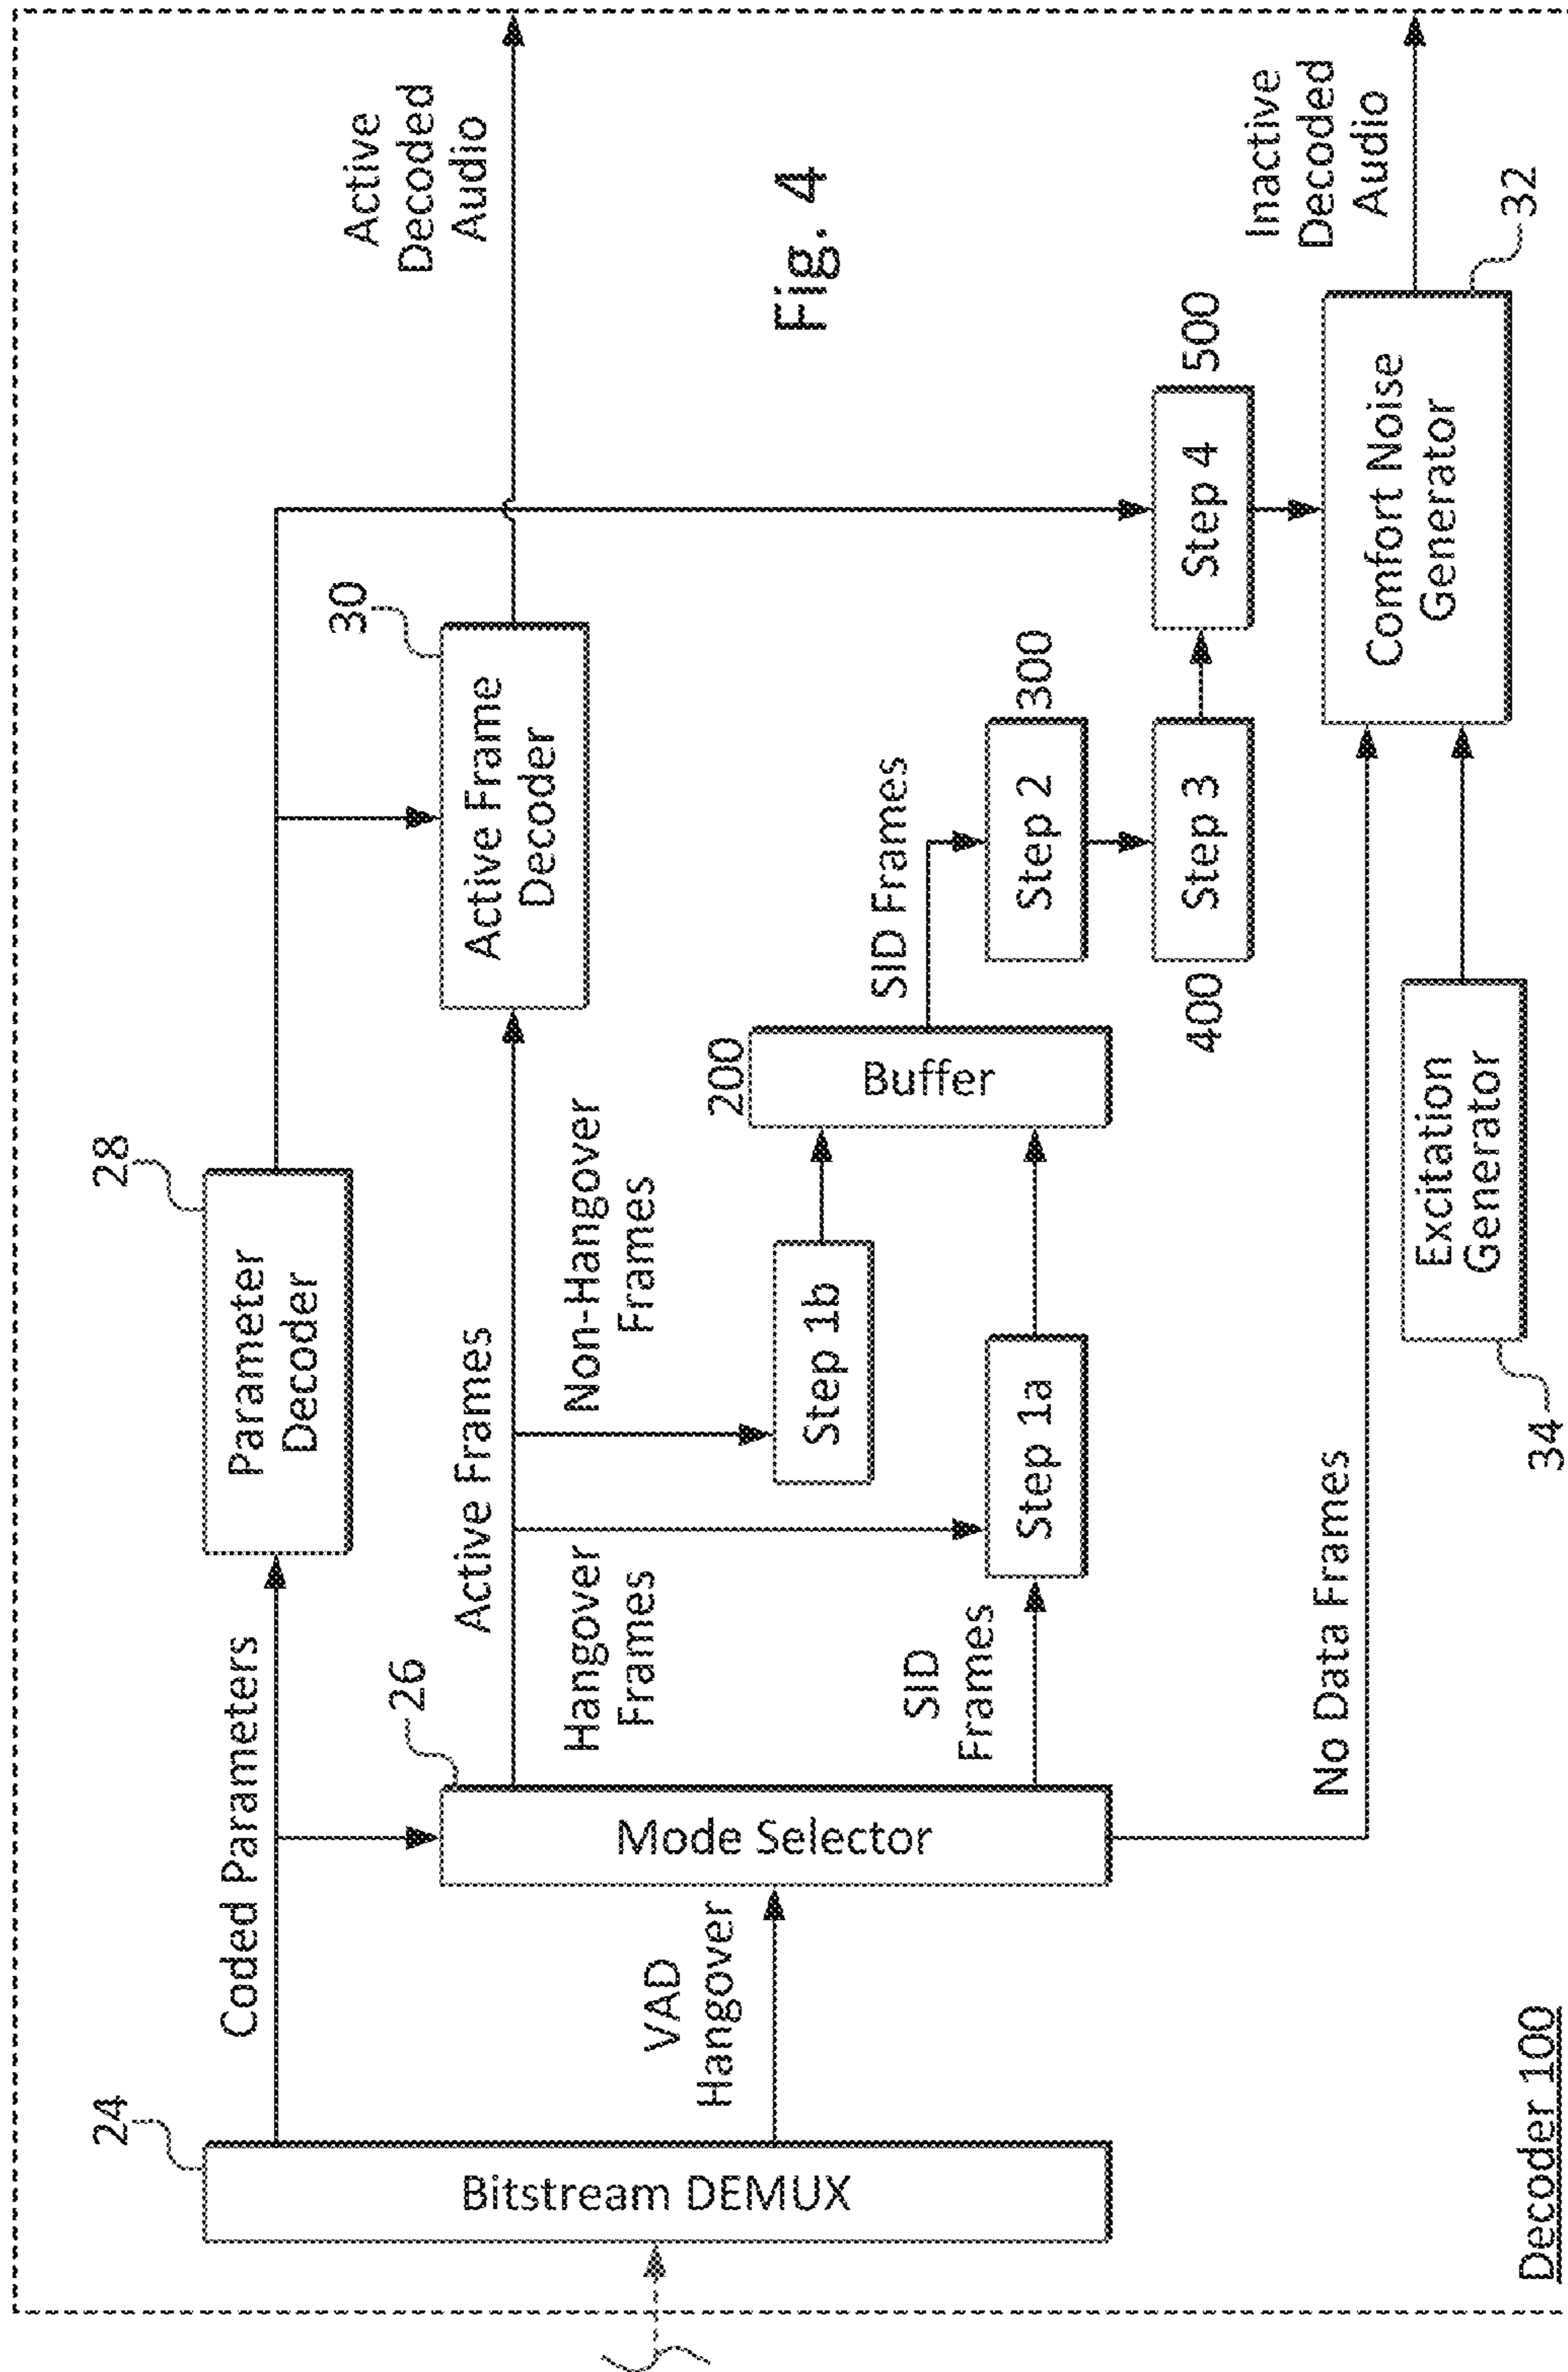 24
Coded Parameters
28
Parameter
Decoder
Bitstream DEMUX
VAD
Hangover
26
Mode Selector
Active Frames
30
Active Frame
Decoder
Active
Decoded
Audio
Hangover
Frames
Non-Hangover
Frames
Step 1b
200
Buffer
SID Frames
SID
Frames
Step 1a
Step 2
300
400
Step 3
Step 4
500
Fig. 4
No Data Frames
Excitation
Generator
34
Comfort Noise
Generator
32
Inactive
Decoded
Audio
Decoder 100